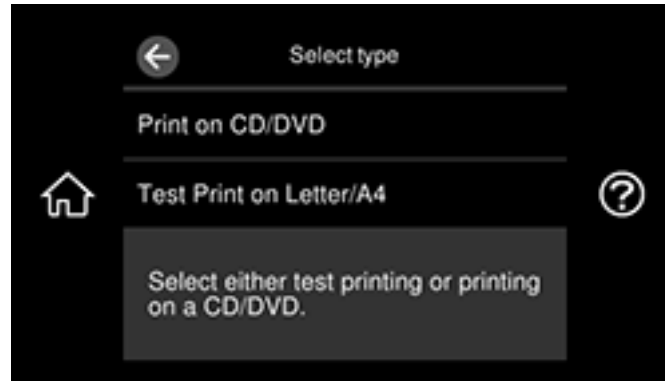 Select type
Print on CD/DVD
Test Print on Letter/A4
Select either test printing or printing
on a CD/DVD.